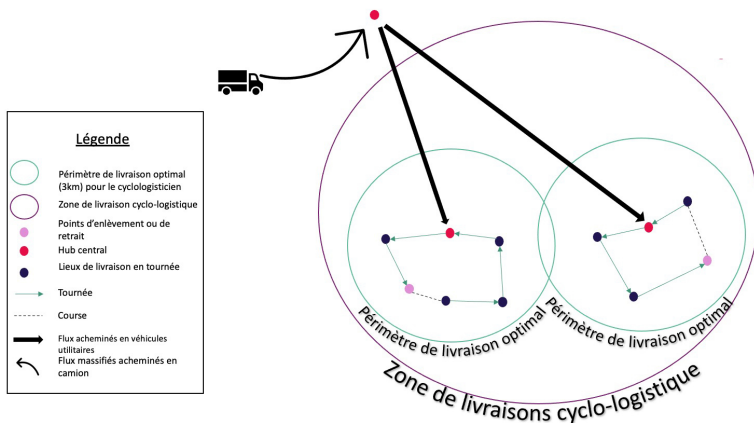 Légende
Périmètre de livraison optimal
(3km) pour le cyclologisticien
Zone de livraison cyclo-logistique
Points d'enlèvement ou de
retrait
Hub central
Lieux de livraison en tournée
Tournée
Course
Flux acheminés en véhicules
utilitaires
Flux massifiés acheminés en
camion
Périmètre de livraison optimal
Périmètre de livraison optimal
Zone de livraisons cyclo-logistique